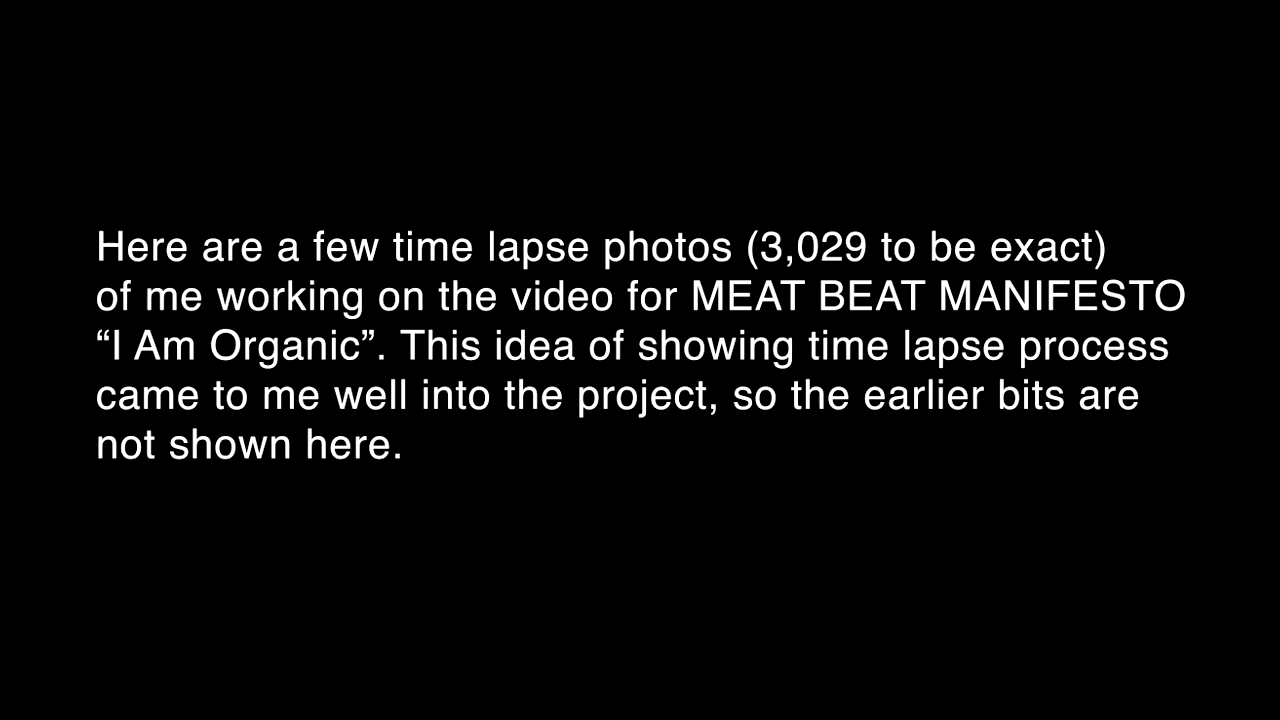 Here are a few time lapse photos (3,029 to be exact)
of me working on the video for MEAT BEAT MANIFESTO
“I Am Organic”. This idea of showing time lapse process
came to me well into the project, so the earlier bits are
not shown here.